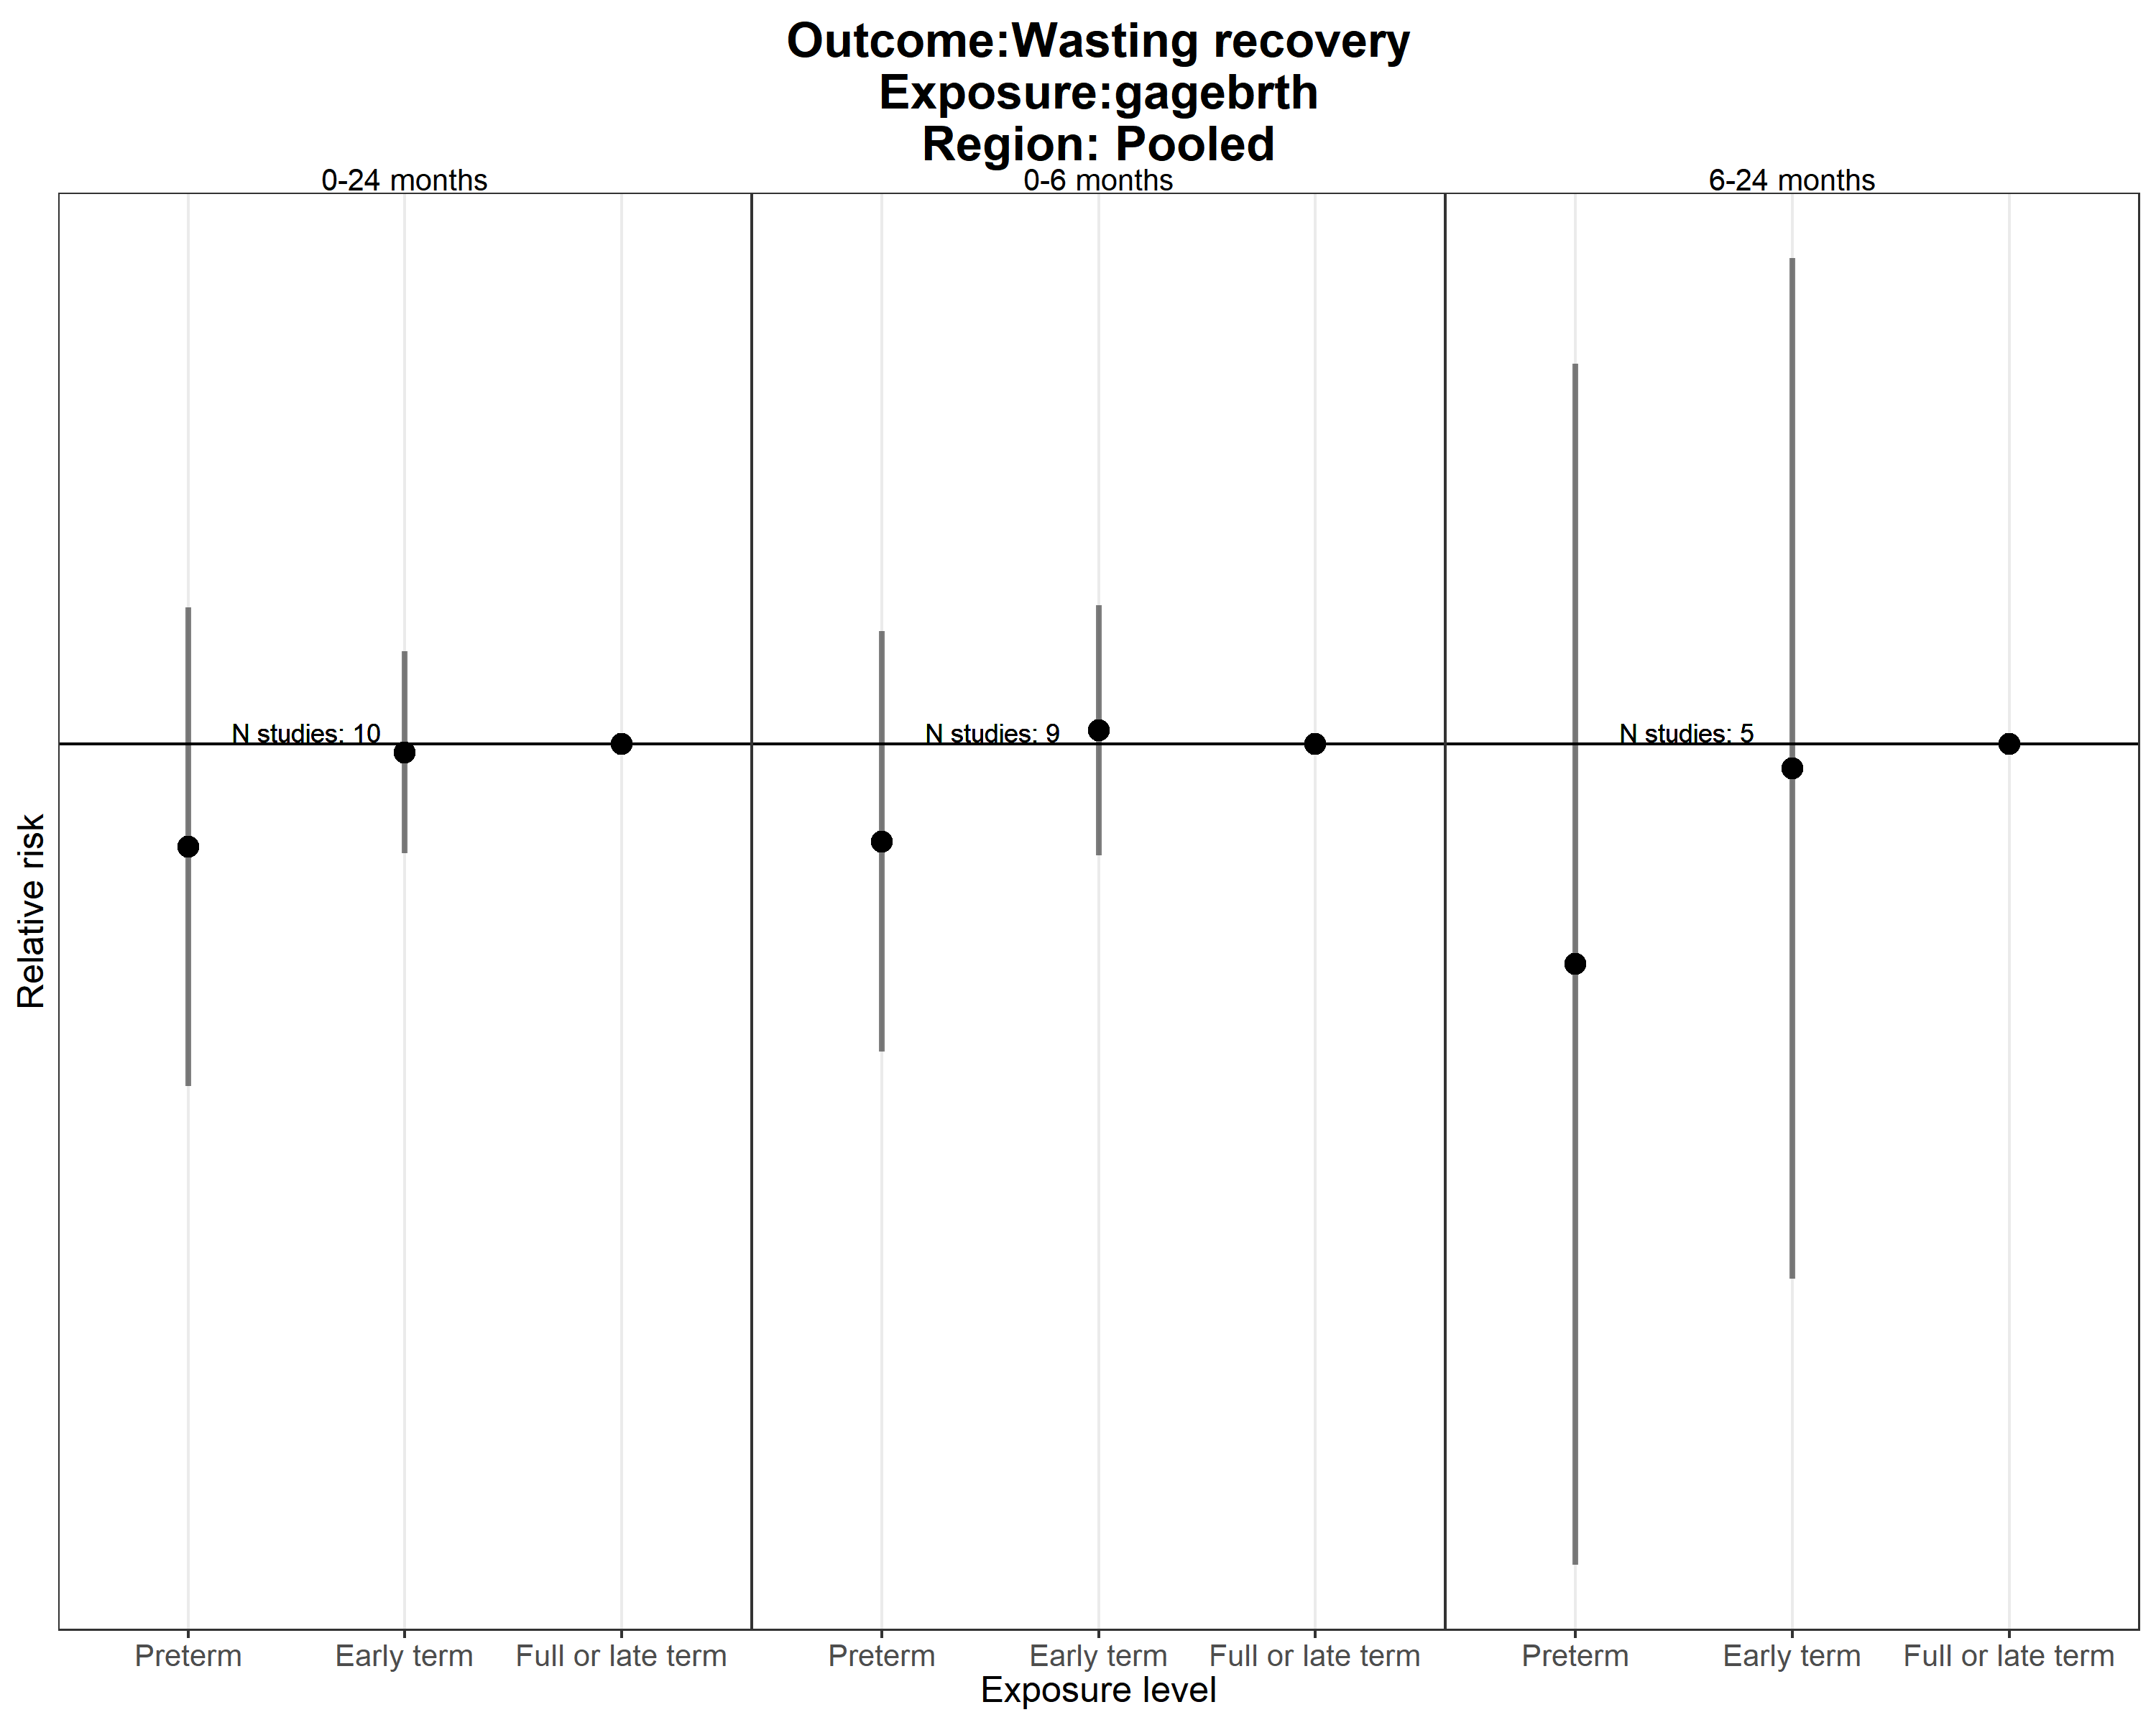 Outcome:Wasting recovery
Exposure:gagebrth
Region: Pooled
0-24 months
0-6 months
6-24 months
N studies: 10
N studies: 9
N studies: 5
Relative risk
Preterm
Early term
Full or late term
Preterm
Early term
Full or late term
Preterm
Early term
Full or late term
Exposure level